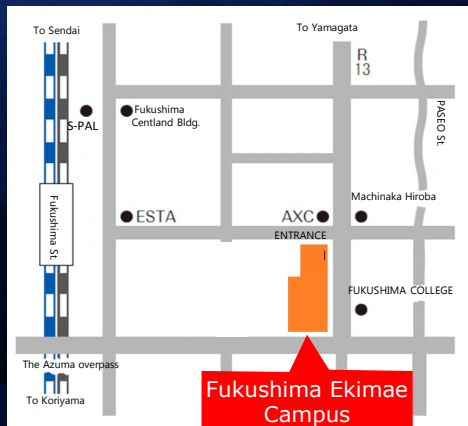 To Sendai
To Yamagata
R
13
S-PAL
Fukushima
Centland Bldg.
PASEO St.
Fukushima St.
ESTA
AXC
Machinaka Hiroba
ENTRANCE
FUKUSHIMA COLLEGE
The Azuma overpass
To Koriyama
Fukushima Ekimae
Campus